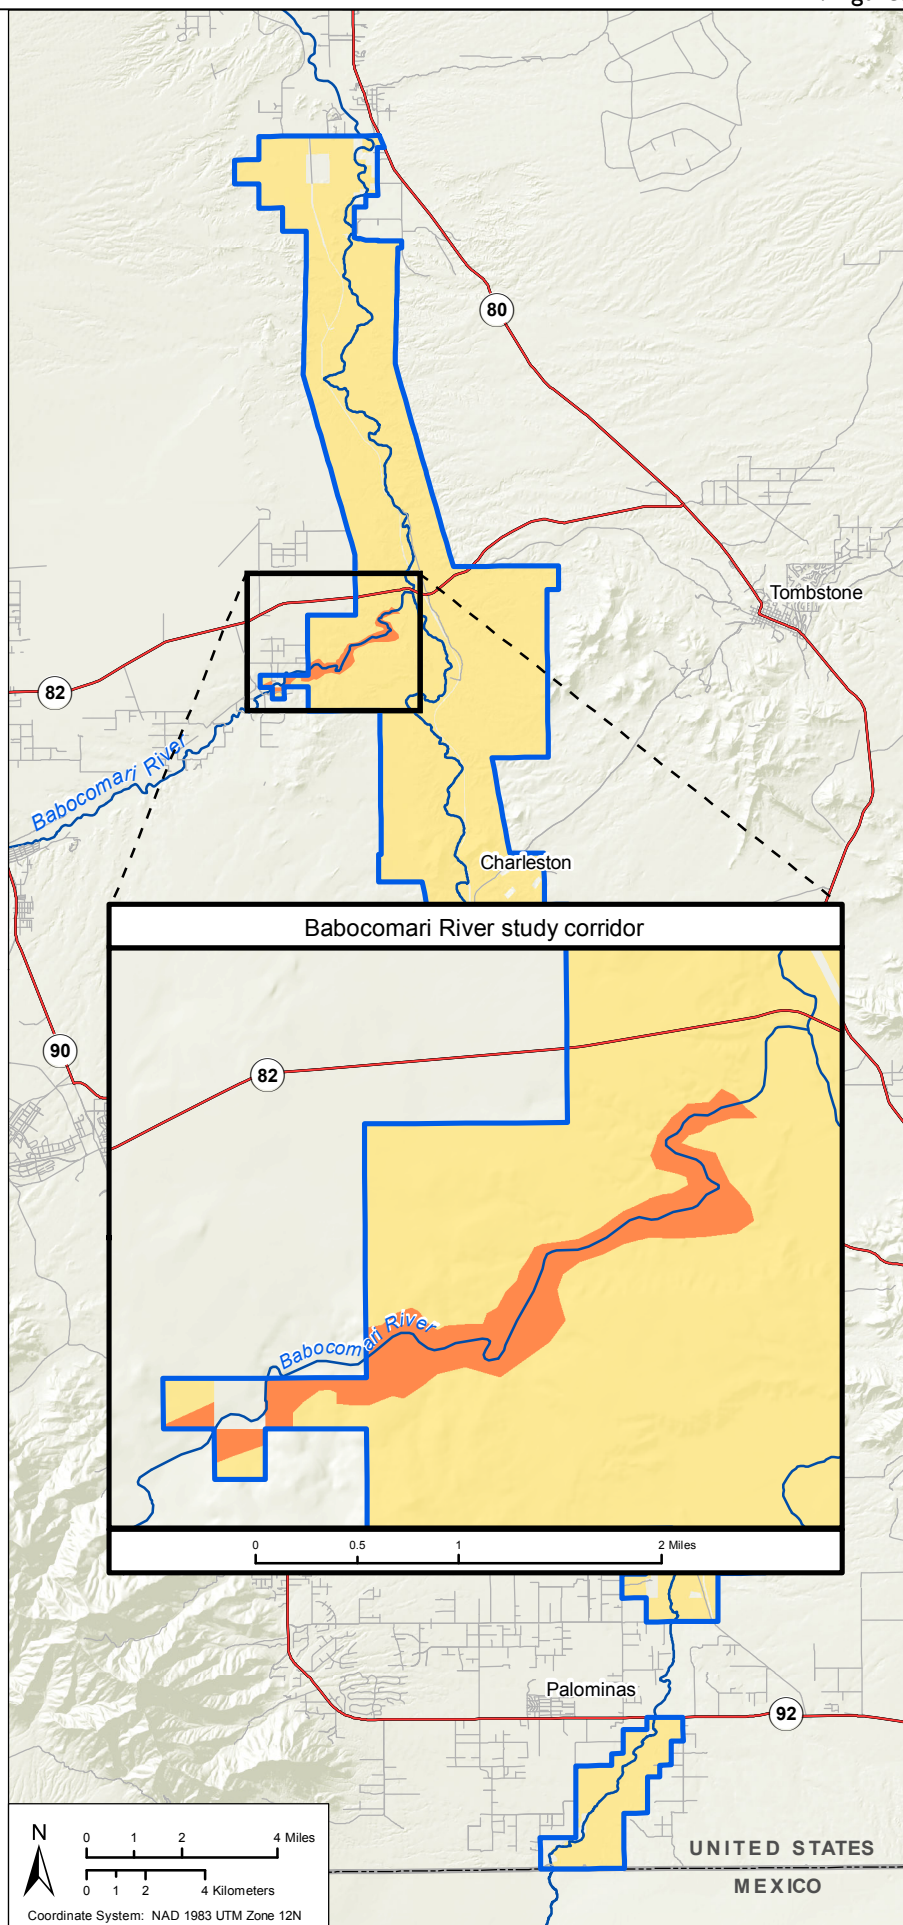 80
Tombstone
82
Babocomari River
Charleston
Babocomari River study corridor
90
82
Babocomari River
0 0.5 1 2 Miles
Palominas
92
UNITED STATES
MEXICO
N
0 1 2 4 Miles
0 1 2 4 Kilometers
Coordinate System: NAD 1983 UTM Zone 12N